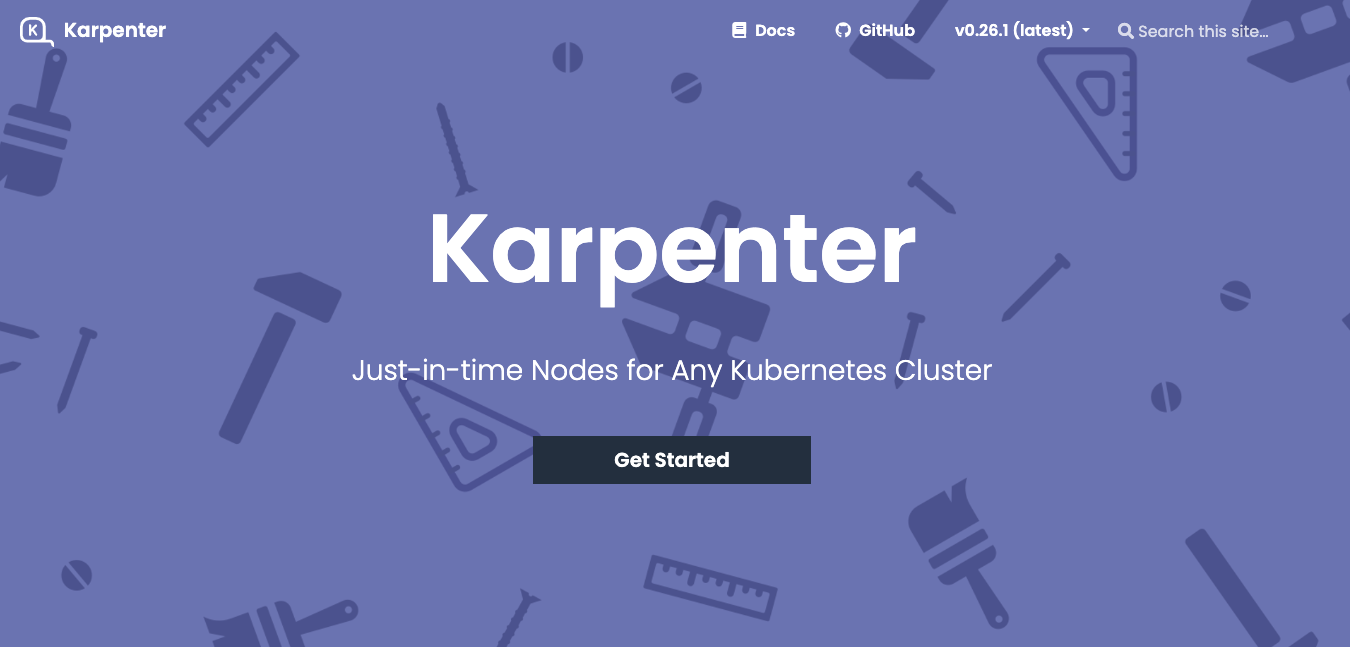 K Karpenter
Docs
GitHub
v0.26.1 (latest)
Search this site…
Karpenter
Just-in-time Nodes for Any Kubernetes Cluster
Get Started